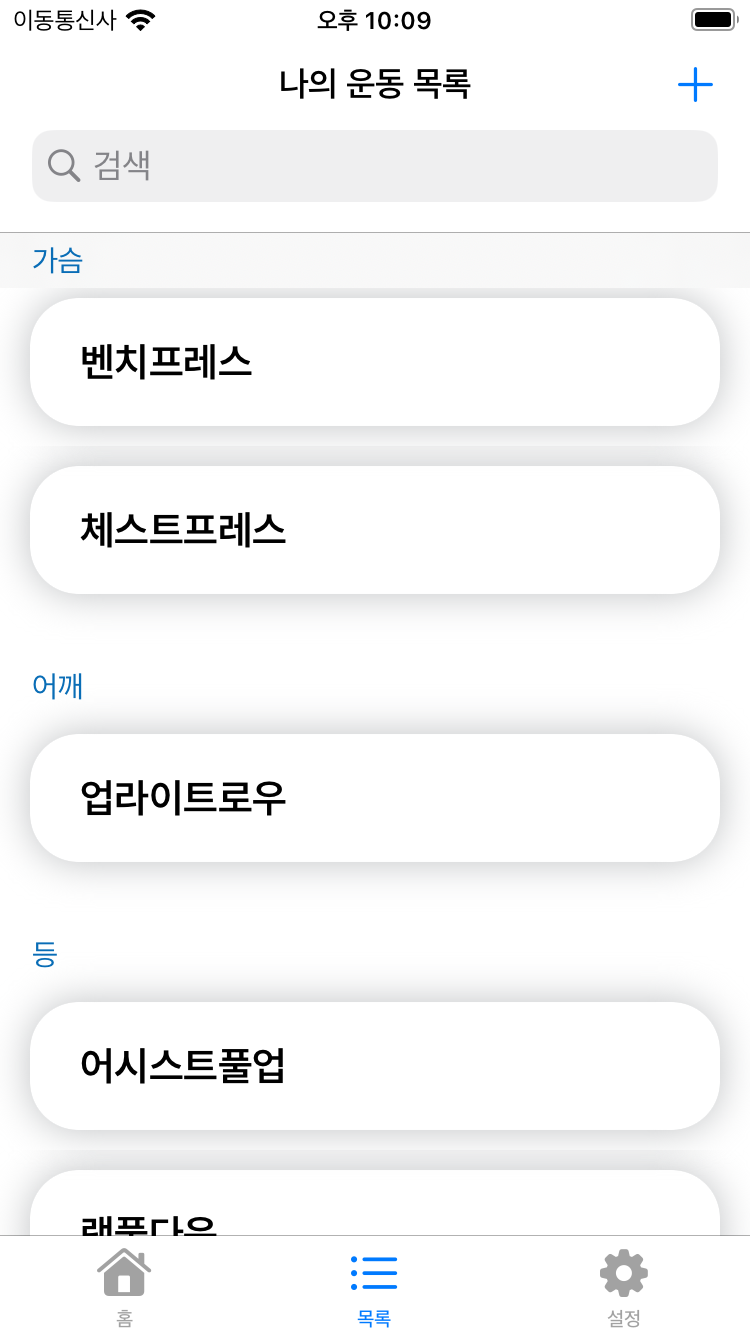 이동통신사 오후 10:09
나의 운동 목록
검색
가슴
벤치프레스
체스트프레스
어깨
업라이트로우
등
어시스트풀업
홈 목록 설정